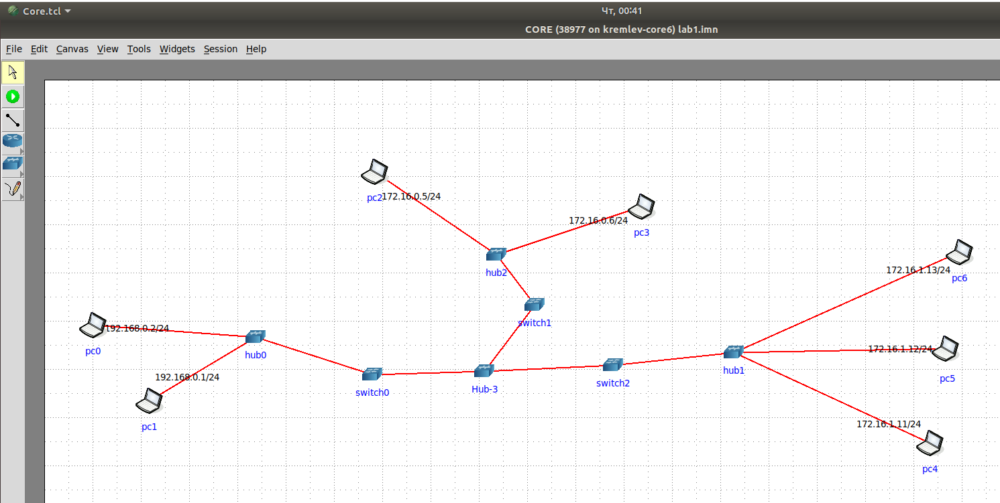 Core.tcl
Чт, 00:41
CORE (38977 on kremlev-core6) lab1.imn
File Edit Canvas View Tools Widgets Session Help
pc2
172.16.0.5/24
172.16.0.6/24
pc3
hub2
172.16.1.13/24
pc6
switch1
192.168.0.2/24
pc0
hub0
172.16.1.12/24
hub1
pc5
192.168.0.1/24
switch0
Hub-3
switch2
pc1
172.16.1.11/24
pc4